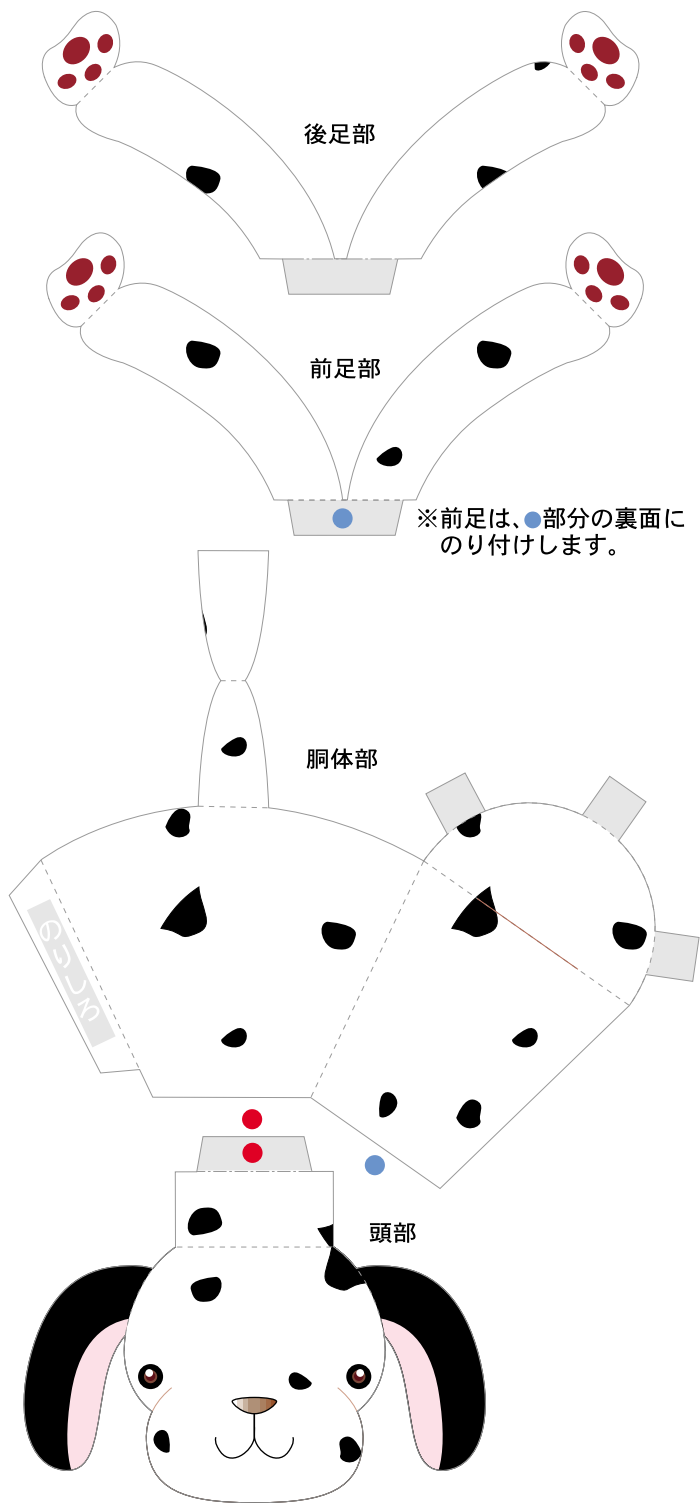 後足部
前足部
※前足は、●部分の裏面に
のり付けします。
胴体部
のりしろ
頭部